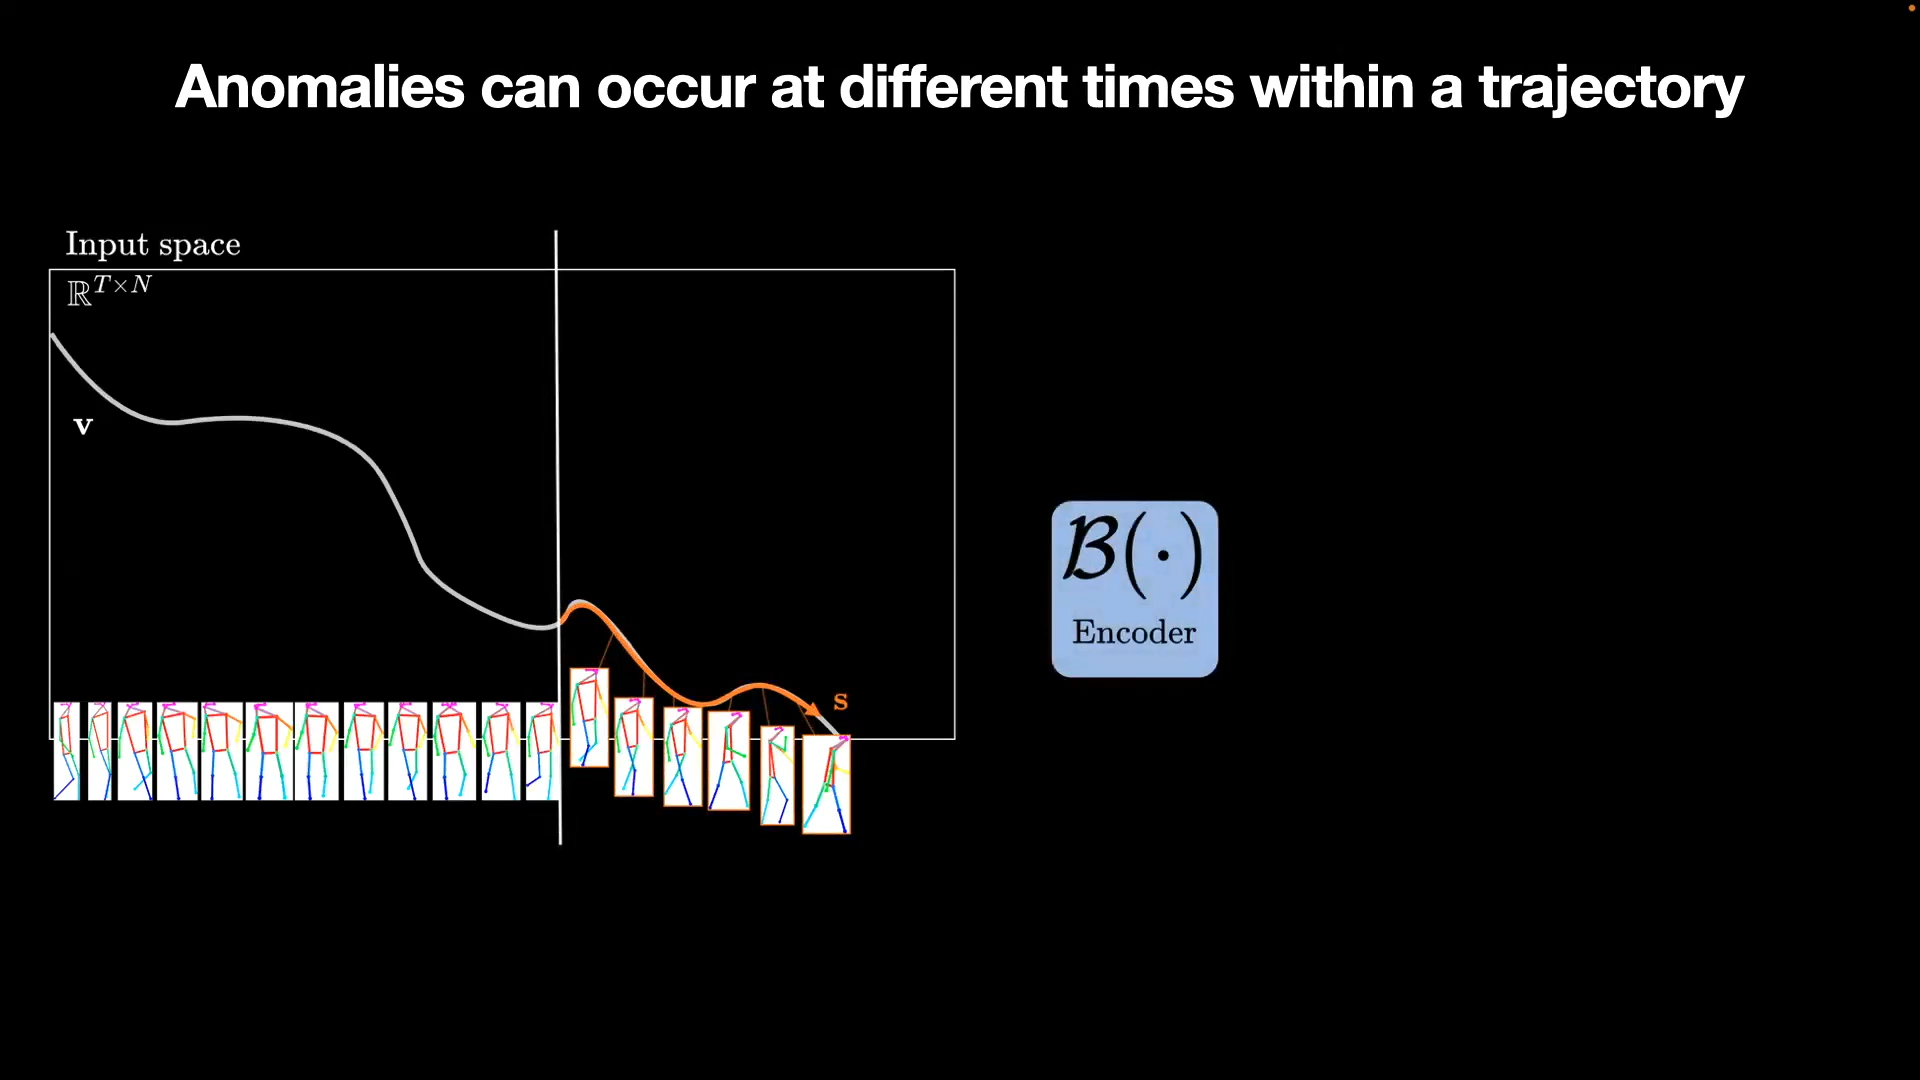 Anomalies can occur at different times within a trajectory
Input space
ℝ^{T×N}
v
s
ℬ(·)
Encoder